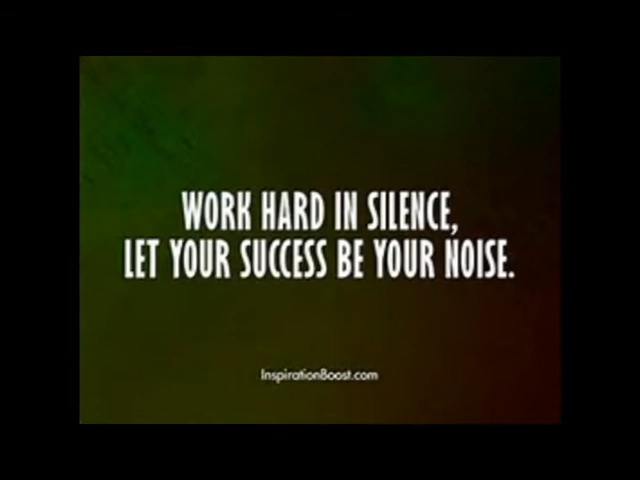 WORK HARD IN SILENCE,
LET YOUR SUCCESS BE YOUR NOISE.
InspirationBoost.com